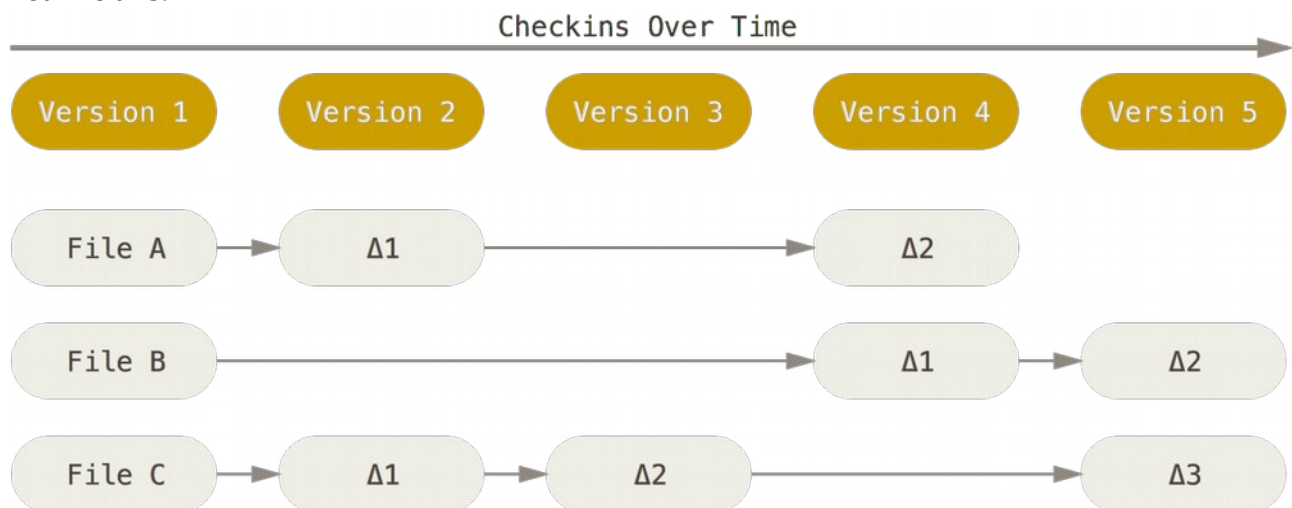 Checkins Over Time
Version 1 Version 2 Version 3 Version 4 Version 5
File A Δ1 Δ2
File B Δ1 Δ2
File C Δ1 Δ2 Δ3